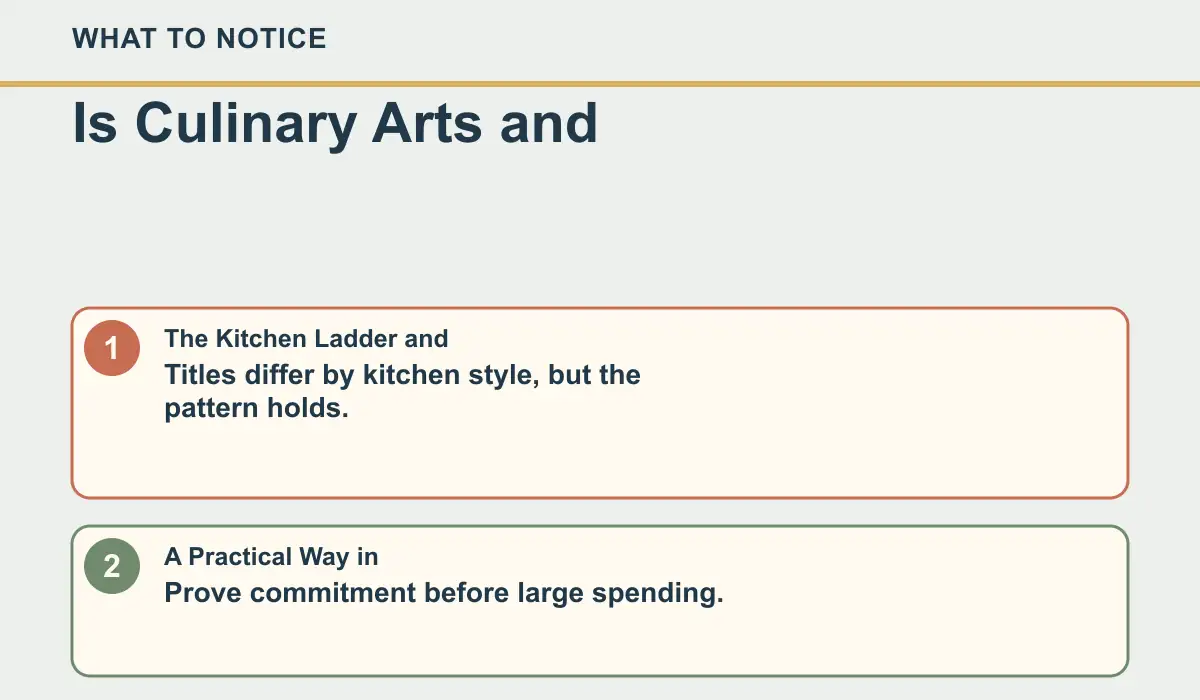 WHAT TO NOTICE
Is Culinary Arts and
1
The Kitchen Ladder and
Titles differ by kitchen style, but the
pattern holds.
2
A Practical Way in
Prove commitment before large spending.